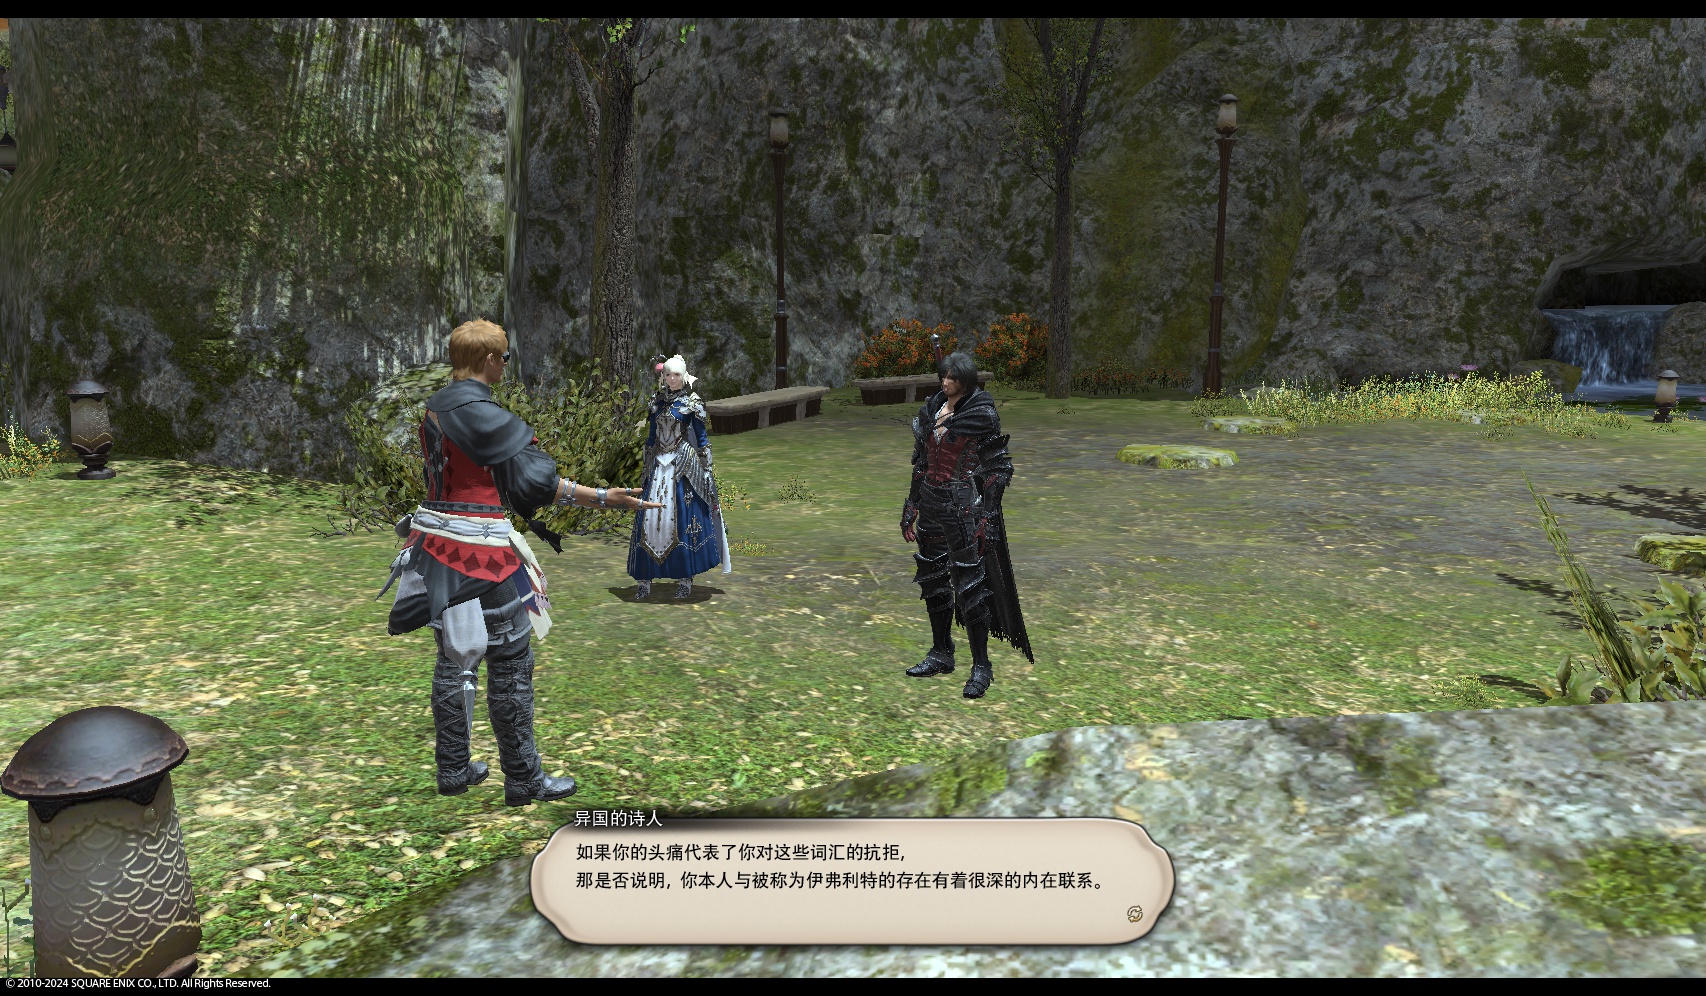 异国的诗人
如果你的头痛代表了你对这些词汇的抗拒,
那是否说明, 你本人与被称为伊弗利特的存在有着很深的内在联系。
© 2010-2024 SQUARE ENIX CO., LTD. All Rights Reserved.